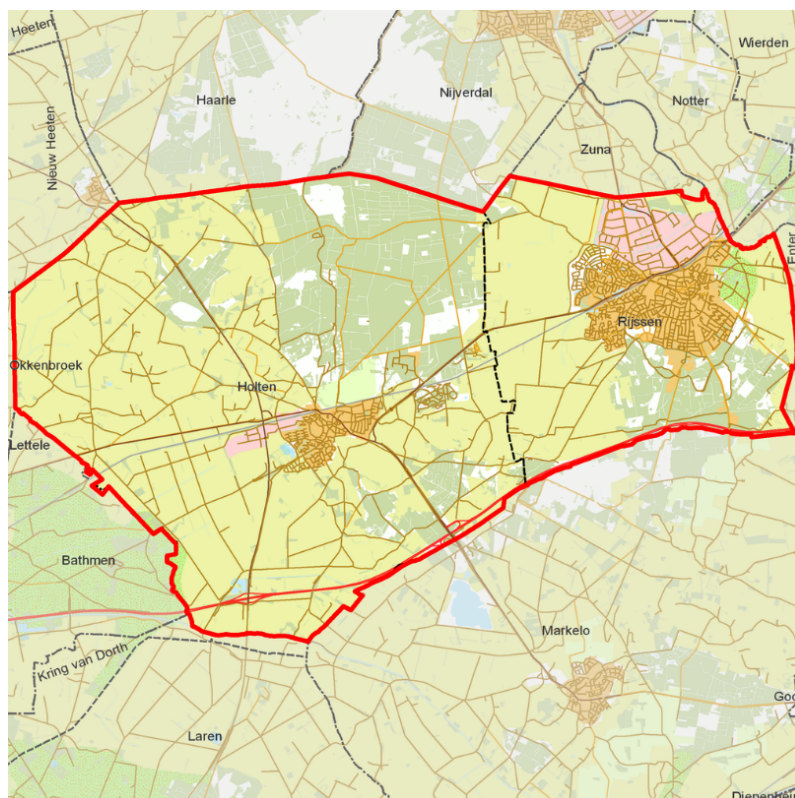 Heeten
Wierden
Haarle
Nijverdal
Notter
Zuna
Nieuw Heeten
Enter
Rijssen
Okkenbroek
Holten
Lettele
Bathmen
Markelo
Kring van Dorth
Goo
Laren
Diepenheim